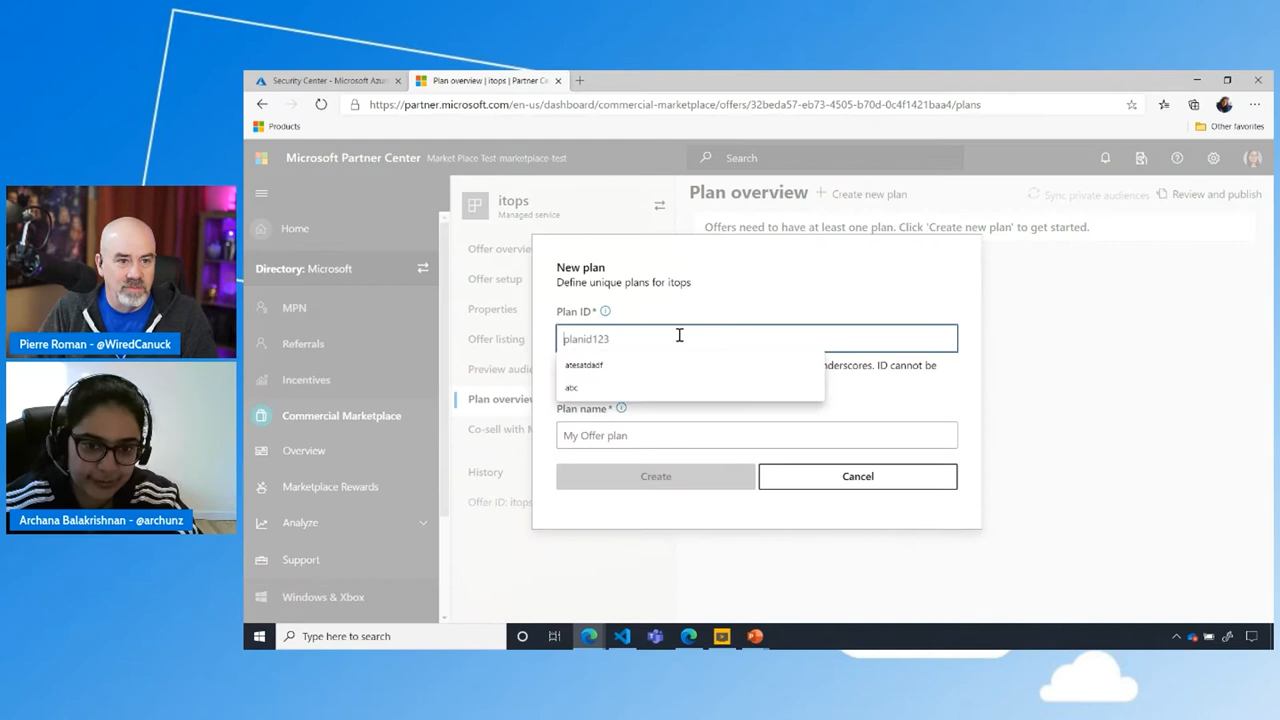 Security Center - Microsoft Azur
Plan overview | itops | Partner Ce
https://partner.microsoft.com/en-us/dashboard/commercial-marketplace/offers/32beda57-eb73-4505-b70d-0c4f1421baa4/plans
Products
Other favorites
Microsoft Partner Center
Market Place Test-marketplace-test
Search
Home
Directory: Microsoft
MPN
Referrals
Incentives
Commercial Marketplace
Overview
Marketplace Rewards
Analyze
Support
Windows & Xbox
itops
Managed service
Offer overvie
Offer setup
Properties
Offer listing
Preview audi
Plan overview
Co-sell with M
History
Offer ID: itops
Plan overview
Create new plan
Sync private audiences
Review and publish
Offers need to have at least one plan. Click 'Create new plan' to get started.
New plan
Define unique plans for itops
Plan ID *
planid123
atesatdadf
abc
nderscores. ID cannot be
Plan name *
My Offer plan
Create
Cancel
Type here to search
Pierre Roman - @WiredCanuck
Archana Balakrishnan - @archunz